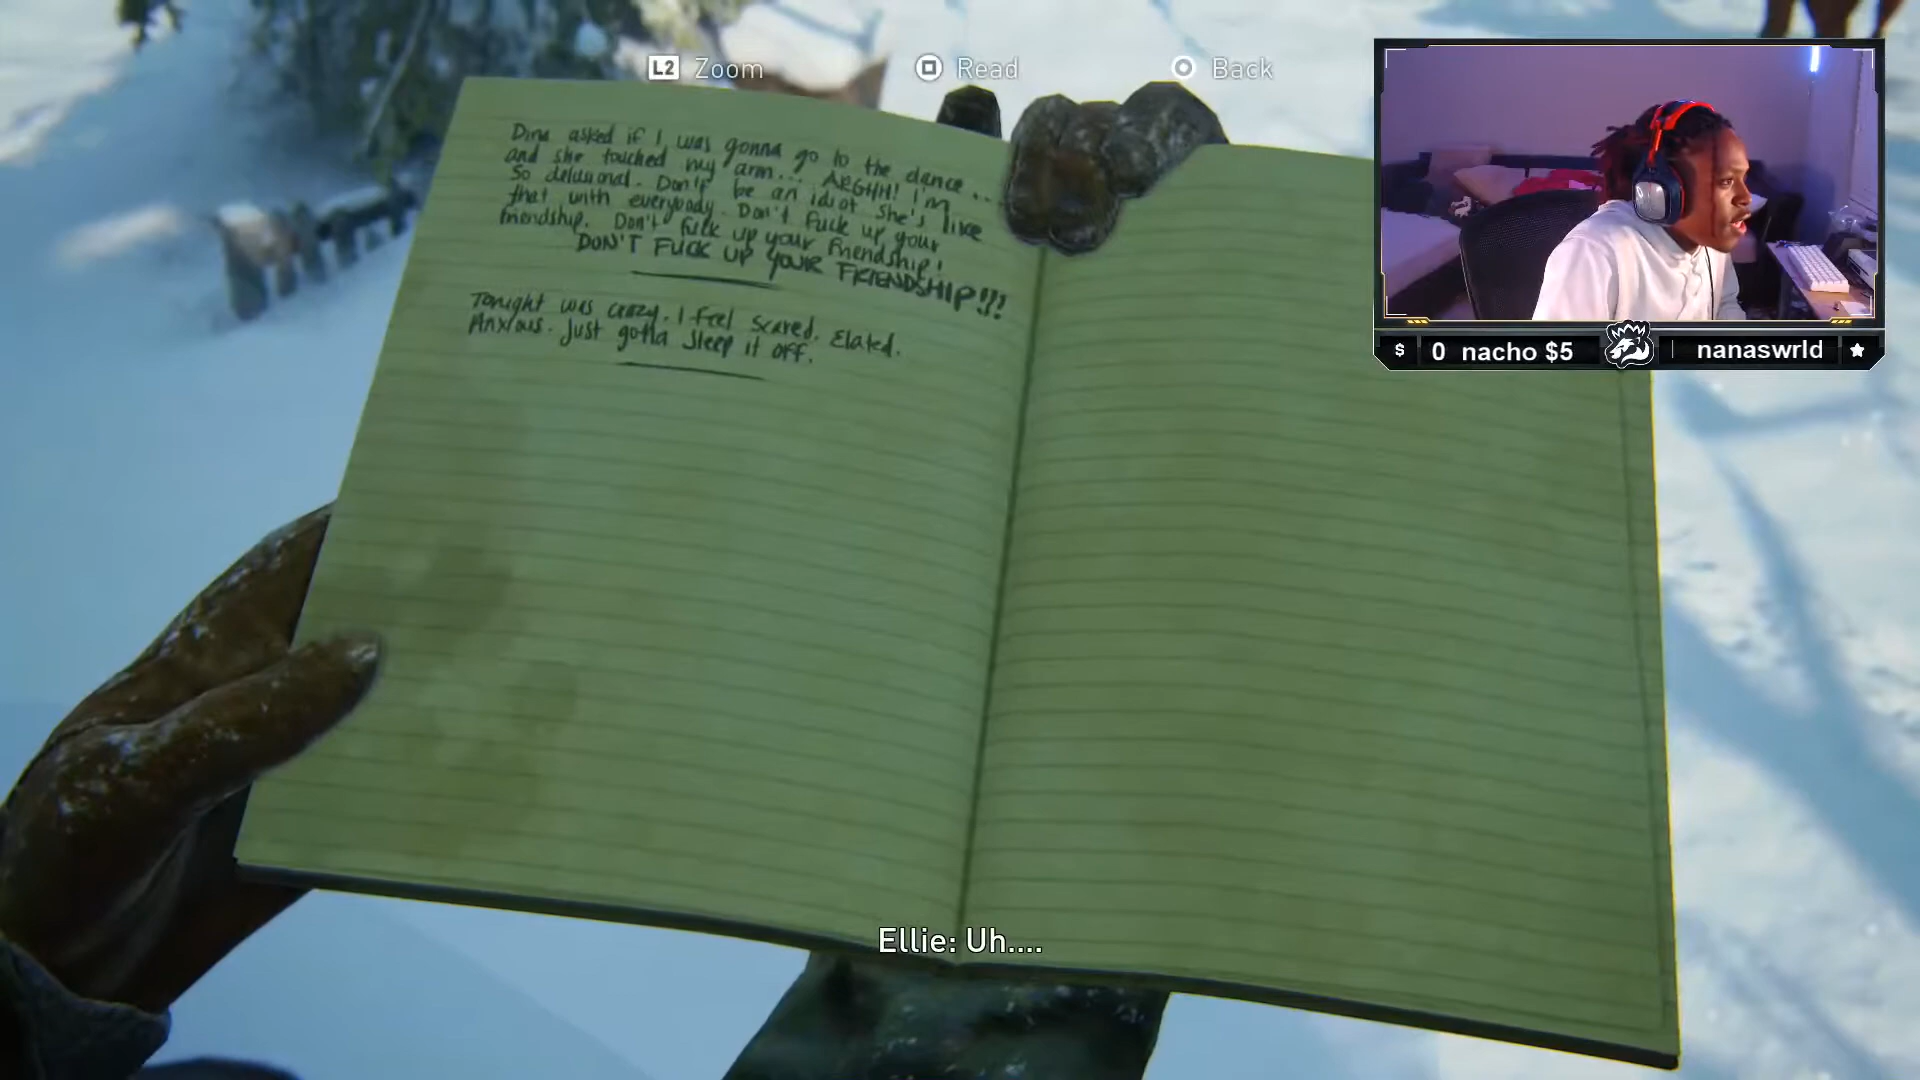 L2 Zoom Read Back
Dina asked if I was gonna go to the dance...
and she touched my arm... ARGHH! I'm
So delusional. Don't be an idiot she's like
that with everybody. Don't fuck up your
friendship. Don't fuck up your friendship!
DON'T FUCK UP YOUR FRIENDSHIP!!!
Tonight was crazy. I feel scared. Elated.
Anxious. Just gotta sleep it off.
$ 0 nacho $5 nanaswrld
Ellie: Uh....